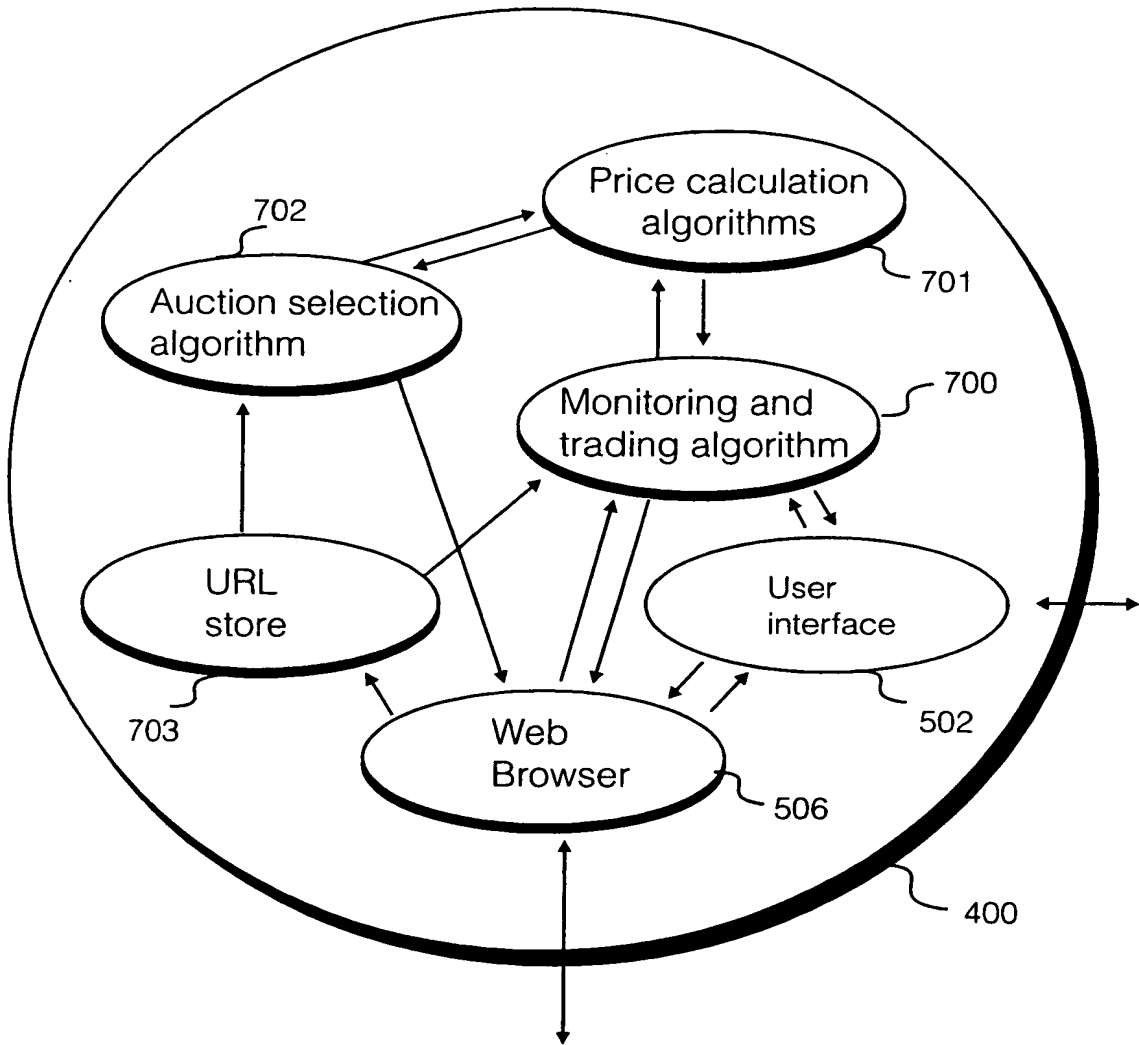 Price calculation
algorithms
702
701
Auction selection
algorithm
700
Monitoring and
trading algorithm
URL
store
User
interface
703
502
Web
Browser
506
400